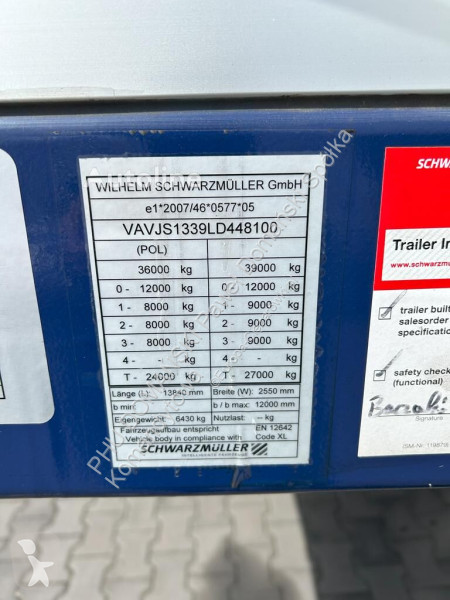 WILHELM SCHWARZMÜLLER GmbH
e1*2007/46*0577*05
VAVJS1339LD448100
(POL)
36000 kg 39000 kg
0 - 12000 kg 0 - 12000 kg
1 - 8000 kg 1 - 9000 kg
2 - 8000 kg 2 - 9000 kg
3 - 8000 kg 3 - 9000 kg
4 - kg 4 - kg
T - 24000 kg T - 27000 kg
Länge (L): 13840 mm Breite (W): 2550 mm
b min: b / b max: 12000 mm
Eigengewicht: 6430 kg Nutzlast: -- kg
Fahrzeugaufbau entspricht EN 12642
Vehicle body in compliance with Code XL
SCHWARZMÜLLER
INTELLIGENTE FAHRZEUGE
SCHW
Trailer In
www.schwarzm
trailer built
salesorder
specification
safety check
(functional)
Signature